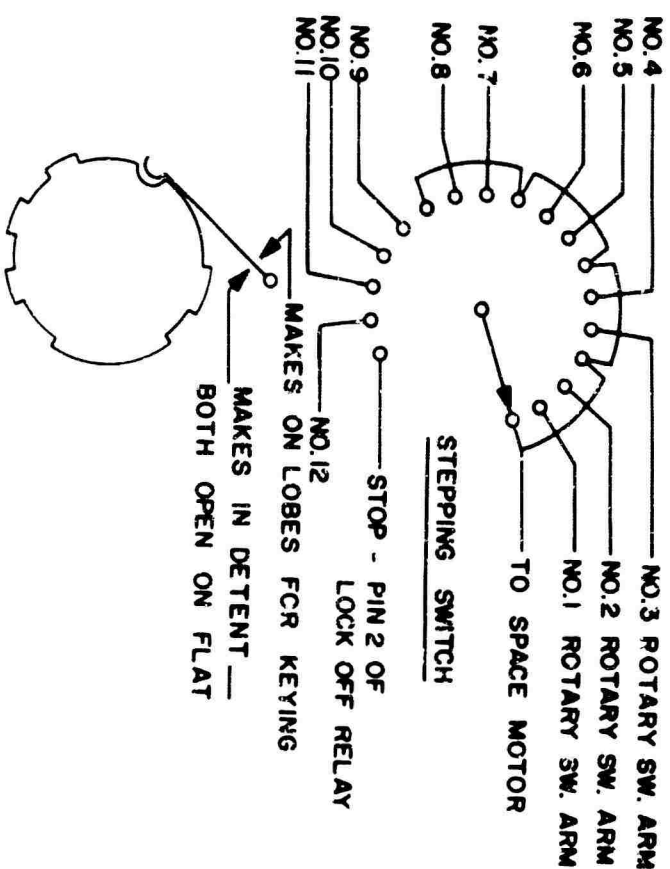 NO.4
NO.5
NO.6
NO.7
NO.8
NO.9
NO.10
NO.11
NO.3 ROTARY SW. ARM
NO.2 ROTARY SW. ARM
NO.1 ROTARY SW. ARM
TO SPACE MOTOR
STEPPING SWITCH
STOP - PIN 2 OF
LOCK OFF RELAY
NO.12
MAKES ON LOBES FOR KEYING
MAKES IN DETENT
BOTH OPEN ON FLAT